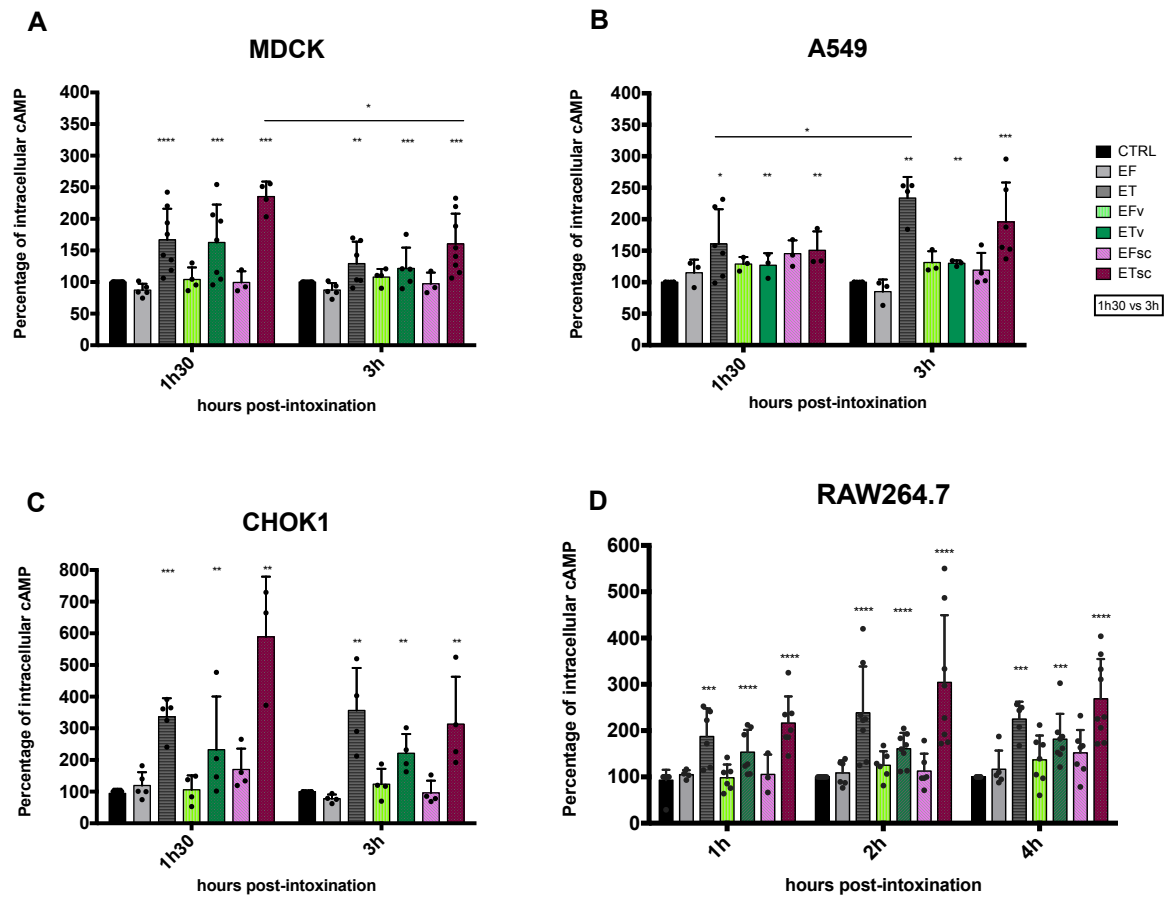 A
MDCK
Percentage of intracellular cAMP
400
350
300
250
200
150
100
50
0
*
**** *** *** ** *** ***
1h30 3h
hours post-intoxination
B
A549
Percentage of intracellular cAMP
400
350
300
250
200
150
100
50
0
*
* ** ** ** ** ***
1h30 3h
hours post-intoxination
CTRL
EF
ET
EFv
ETv
EFsc
ETsc
1h30 vs 3h
C
CHOK1
Percentage of intracellular cAMP
800
700
600
500
400
300
200
100
0
*** ** ** ** ** **
1h30 3h
hours post-intoxination
D
RAW264.7
Percentage of intracellular cAMP
600
500
400
300
200
100
0
*** **** **** **** **** **** *** *** ****
1h 2h 4h
hours post-intoxination